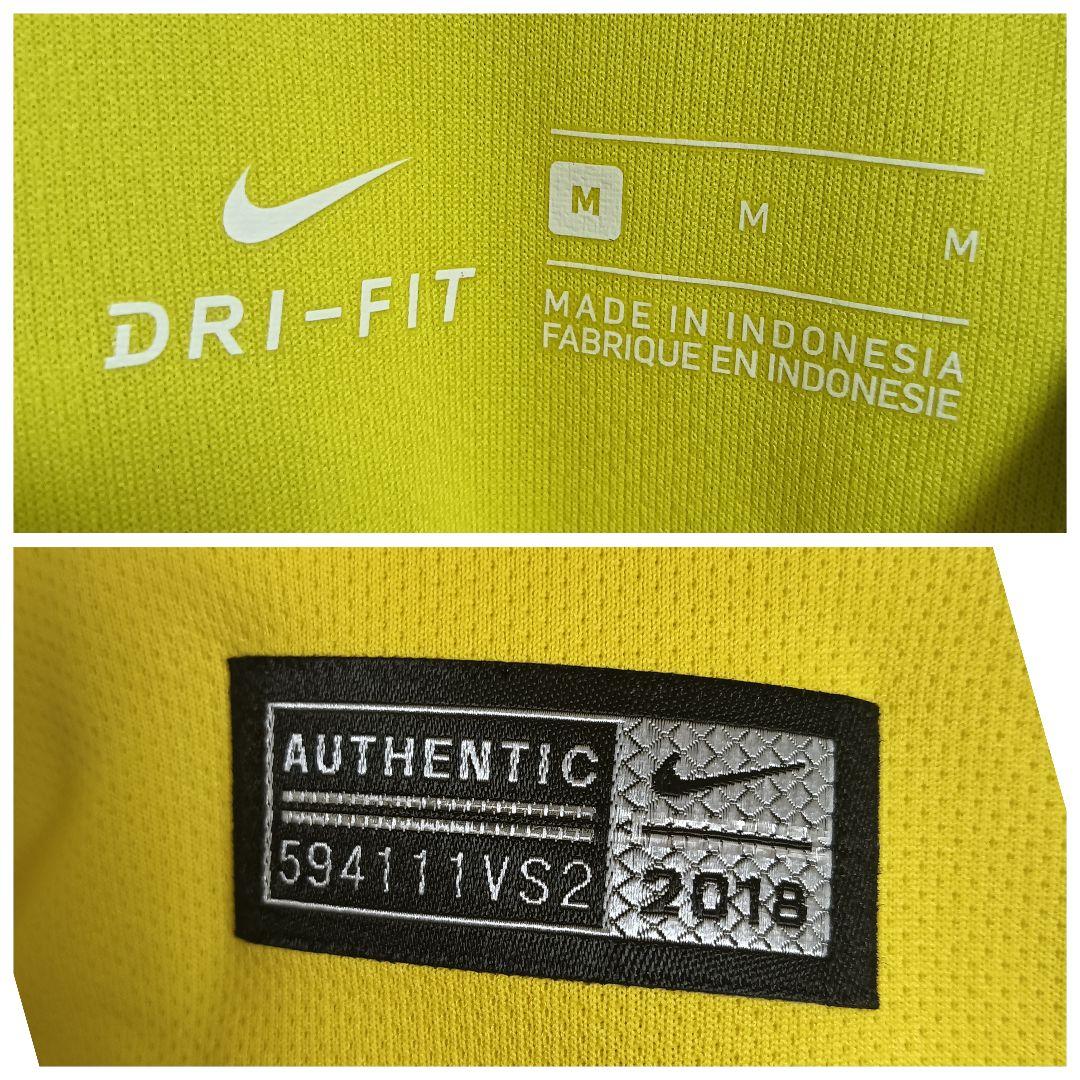 DRI-FIT
M M M
MADE IN INDONESIA
FABRIQUE EN INDONESIE
AUTHENTIC
594111VS2
2018